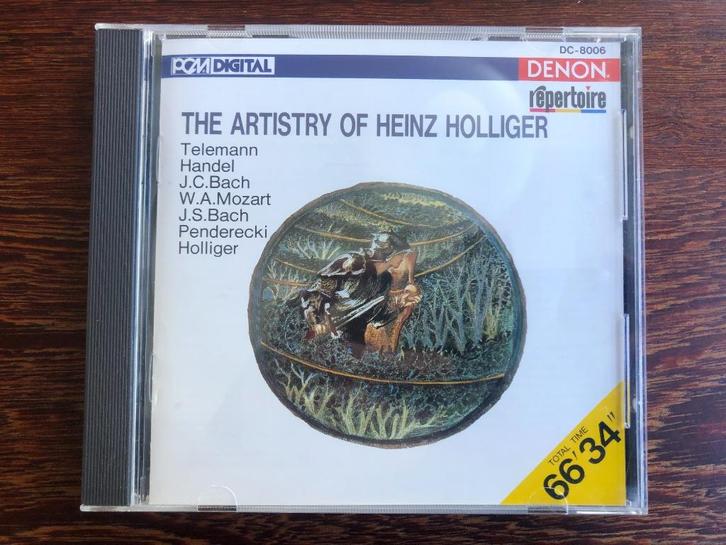 DC-8006
PCM DIGITAL
DENON
répertoire
THE ARTISTRY OF HEINZ HOLLIGER
Telemann
Handel
J.C.Bach
W.A.Mozart
J.S.Bach
Penderecki
Holliger
TOTAL TIME
66'34"